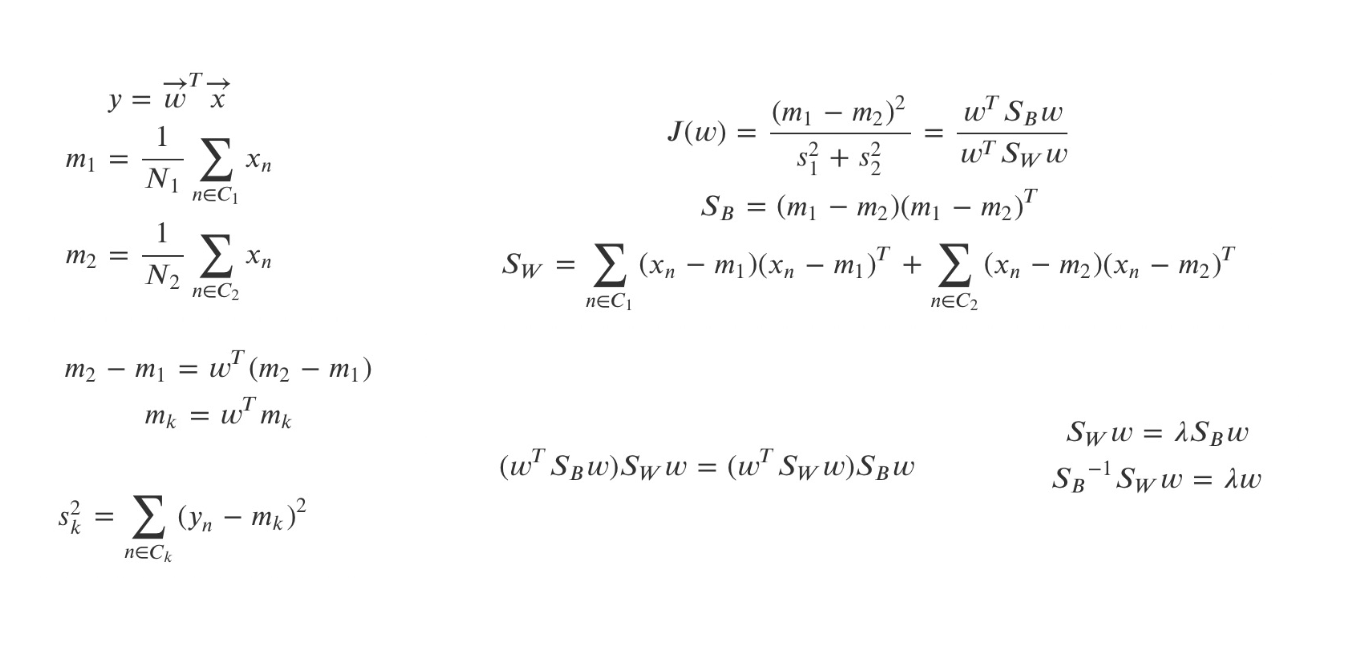 $y = \overrightarrow{w}^T \overrightarrow{x}$
$m_1 = \frac{1}{N_1} \sum_{n \in C_1} x_n$
$m_2 = \frac{1}{N_2} \sum_{n \in C_2} x_n$
$m_2 - m_1 = w^T (m_2 - m_1)$
$m_k = w^T m_k$
$s_k^2 = \sum_{n \in C_k} (y_n - m_k)^2$
$J(w) = \frac{(m_1 - m_2)^2}{s_1^2 + s_2^2} = \frac{w^T S_B w}{w^T S_W w}$
$S_B = (m_1 - m_2)(m_1 - m_2)^T$
$S_W = \sum_{n \in C_1} (x_n - m_1)(x_n - m_1)^T + \sum_{n \in C_2} (x_n - m_2)(x_n - m_2)^T$
$(w^T S_B w) S_W w = (w^T S_W w) S_B w$
$S_W w = \lambda S_B w$
${S_B}^{-1} S_W w = \lambda w$